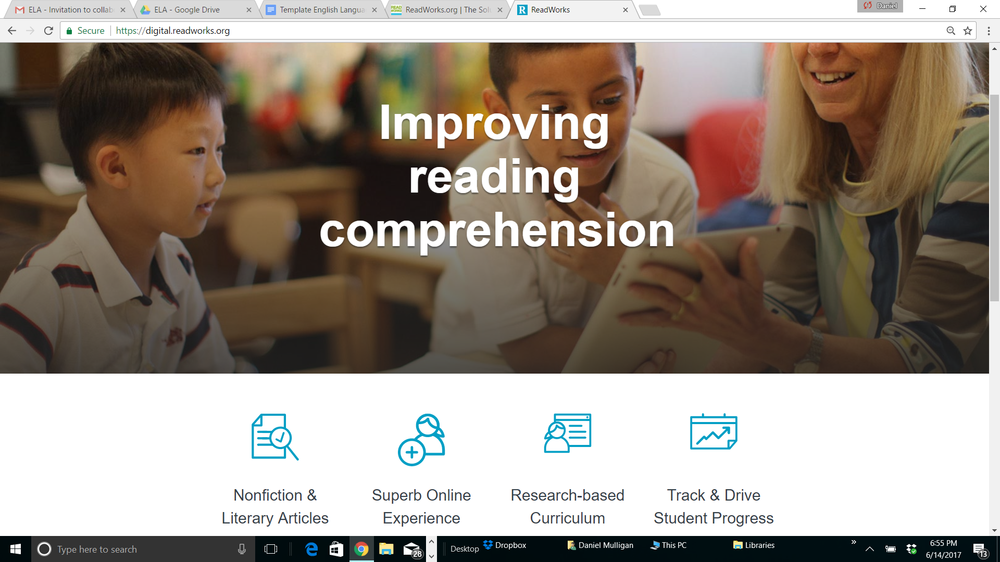 ELA - Invitation to collab
ELA - Google Drive
Template English Langua
ReadWorks.org | The Solu
ReadWorks
Daniel
Secure
https://digital.readworks.org
Improving
reading
comprehension
Nonfiction &
Literary Articles
Superb Online
Experience
Research-based
Curriculum
Track & Drive
Student Progress
Type here to search
28
Desktop
Dropbox
Daniel Mulligan
This PC
Libraries
6:55 PM
6/14/2017
13